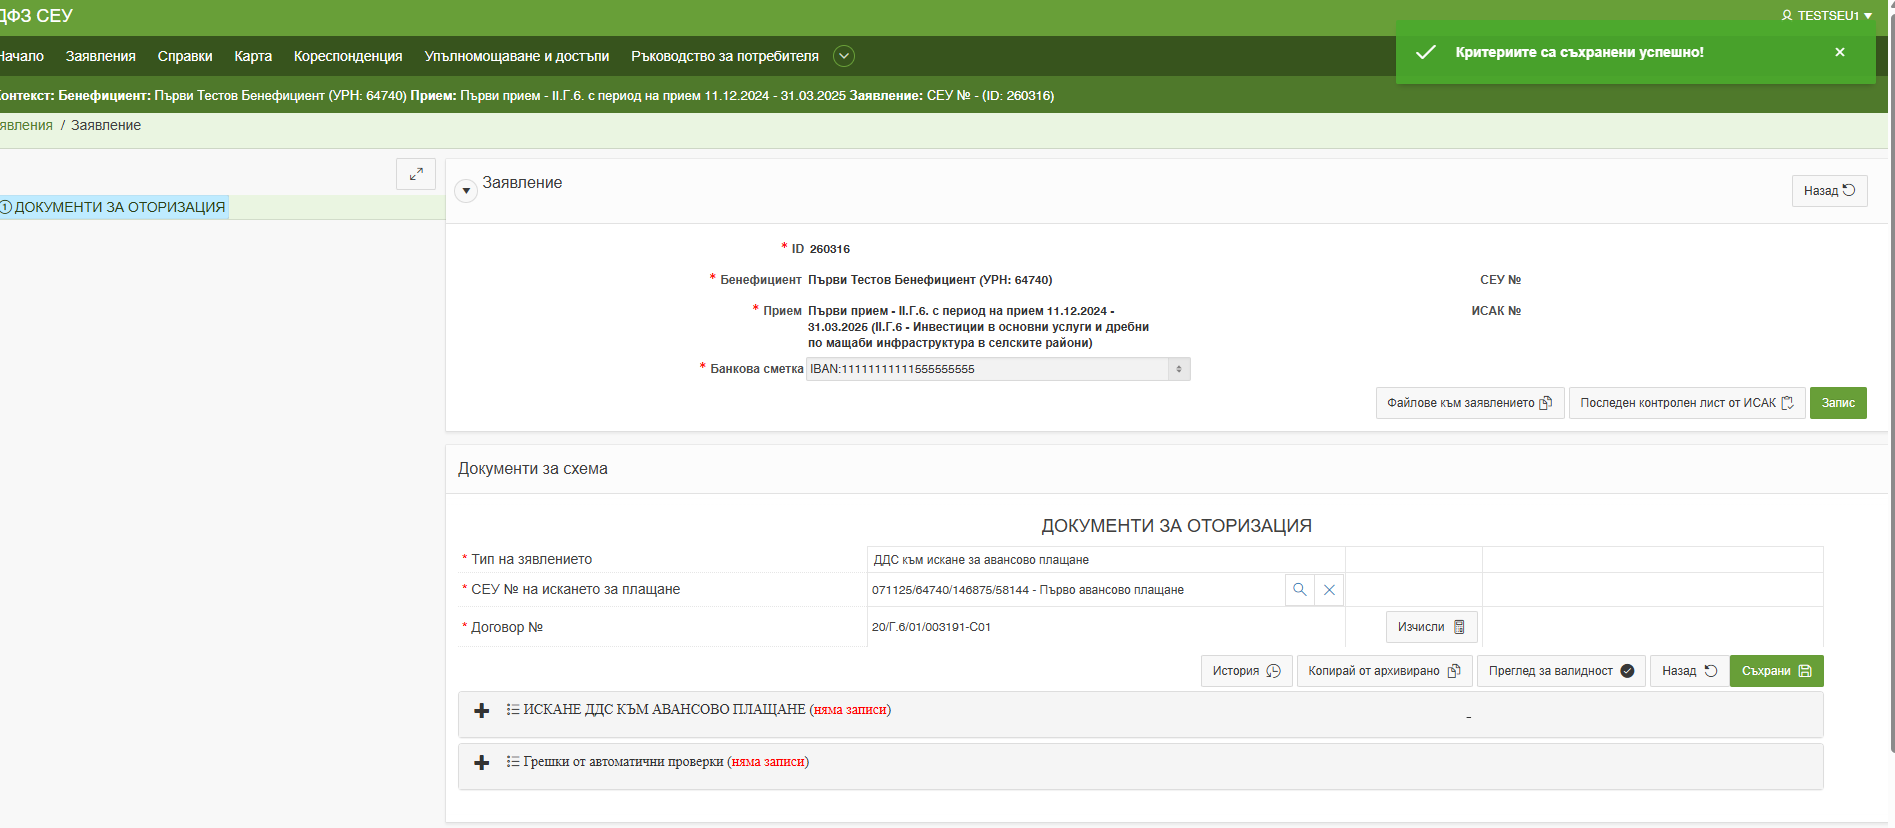 ДФЗ СЕУ
TESTSEU1
Начало Заявления Справки Карта Кореспонденция Упълномощаване и достъпи Ръководство за потребителя
Критериите са съхранени успешно!
Контекст: Бенефициент: Първи Тестов Бенефициент (УРН: 64740) Прием: Първи прием - II.Г.6. с период на прием 11.12.2024 - 31.03.2025 Заявление: СЕУ № - (ID: 260316)
явления / Заявление
1 ДОКУМЕНТИ ЗА ОТОРИЗАЦИЯ
Заявление
Назад
* ID 260316
* Бенефициент Първи Тестов Бенефициент (УРН: 64740)
СЕУ №
* Прием Първи прием - II.Г.6. с период на прием 11.12.2024 -
31.03.2025 (II.Г.6 - Инвестиции в основни услуги и дребни
по мащаби инфраструктура в селските райони)
ИСАК №
* Банкова сметка IBAN:11111111111555555555
Файлове към заявлението Последен контролен лист от ИСАК Запис
Документи за схема
ДОКУМЕНТИ ЗА ОТОРИЗАЦИЯ
* Тип на зявлението ДДС към искане за авансово плащане
* СЕУ № на искането за плащане 071125/64740/146875/58144 - Първо авансово плащане
* Договор № 20/Г.6/01/003191-С01 Изчисли
История Копирай от архивирано Преглед за валидност Назад Съхрани
ИСКАНЕ ДДС КЪМ АВАНСОВО ПЛАЩАНЕ (няма записи) -
Грешки от автоматични проверки (няма записи)